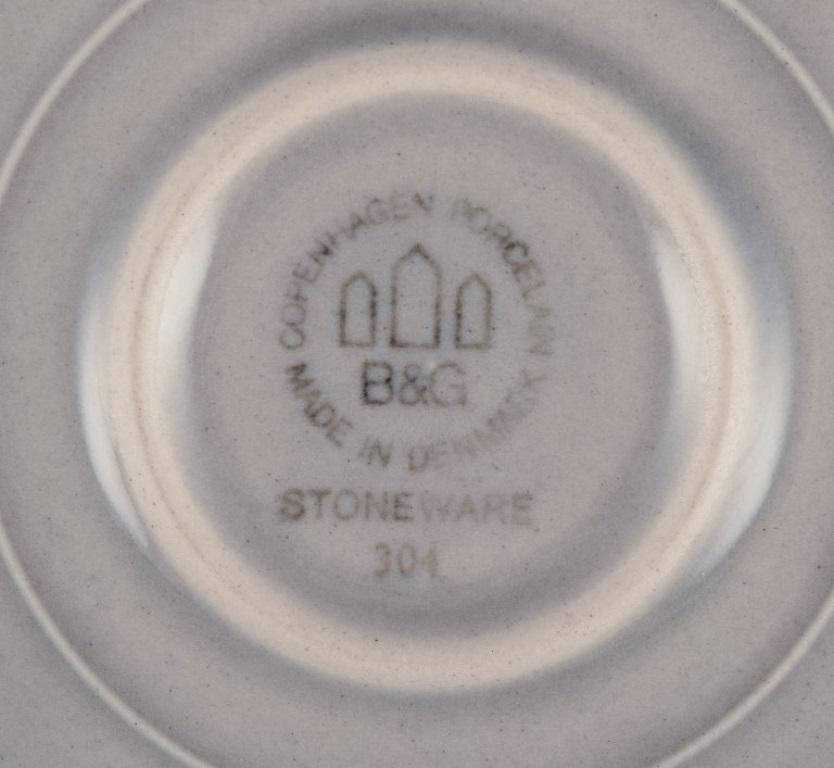 COPENHAGEN PORCELAIN
B&G
MADE IN DENMARK
STONEWARE
304